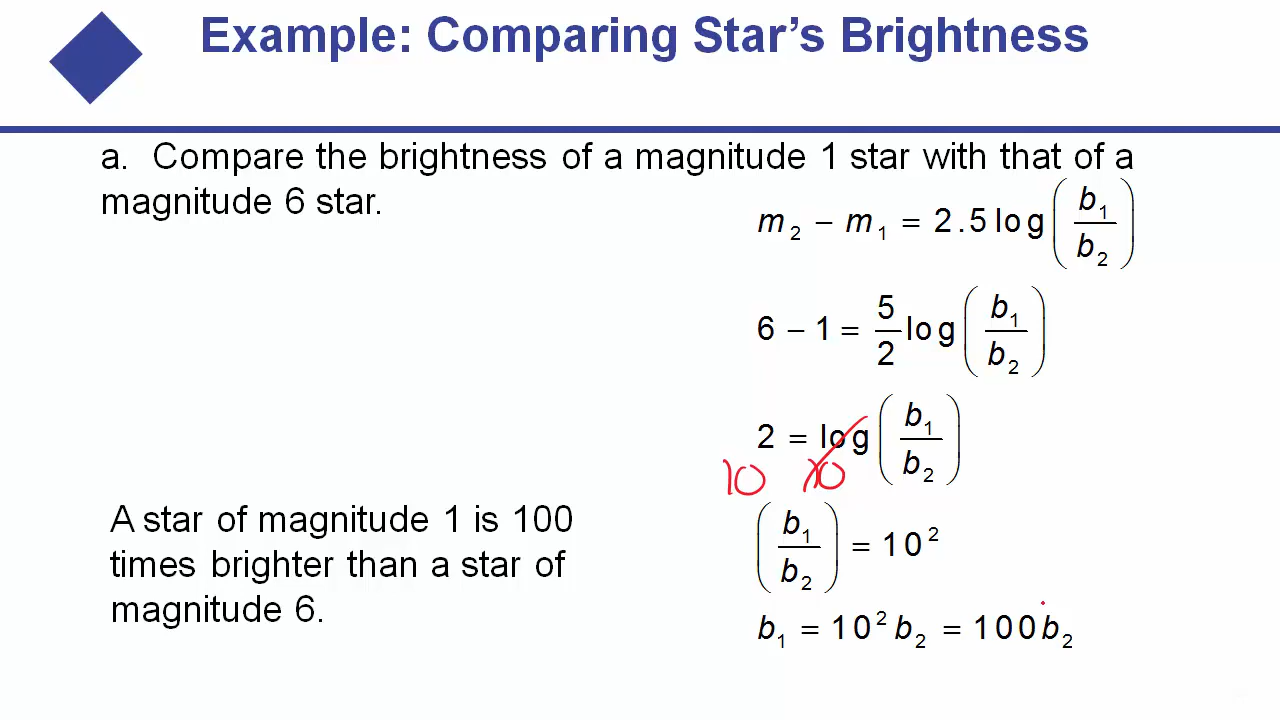 Example: Comparing Star's Brightness
a. Compare the brightness of a magnitude 1 star with that of a
magnitude 6 star.
m₂ − m₁ = 2.5 log (b₁/b₂)
6 − 1 = 5/2 log (b₁/b₂)
2 = log (b₁/b₂)
10 10
(b₁/b₂) = 10²
b₁ = 10² b₂ = 100b₂
A star of magnitude 1 is 100
times brighter than a star of
magnitude 6.